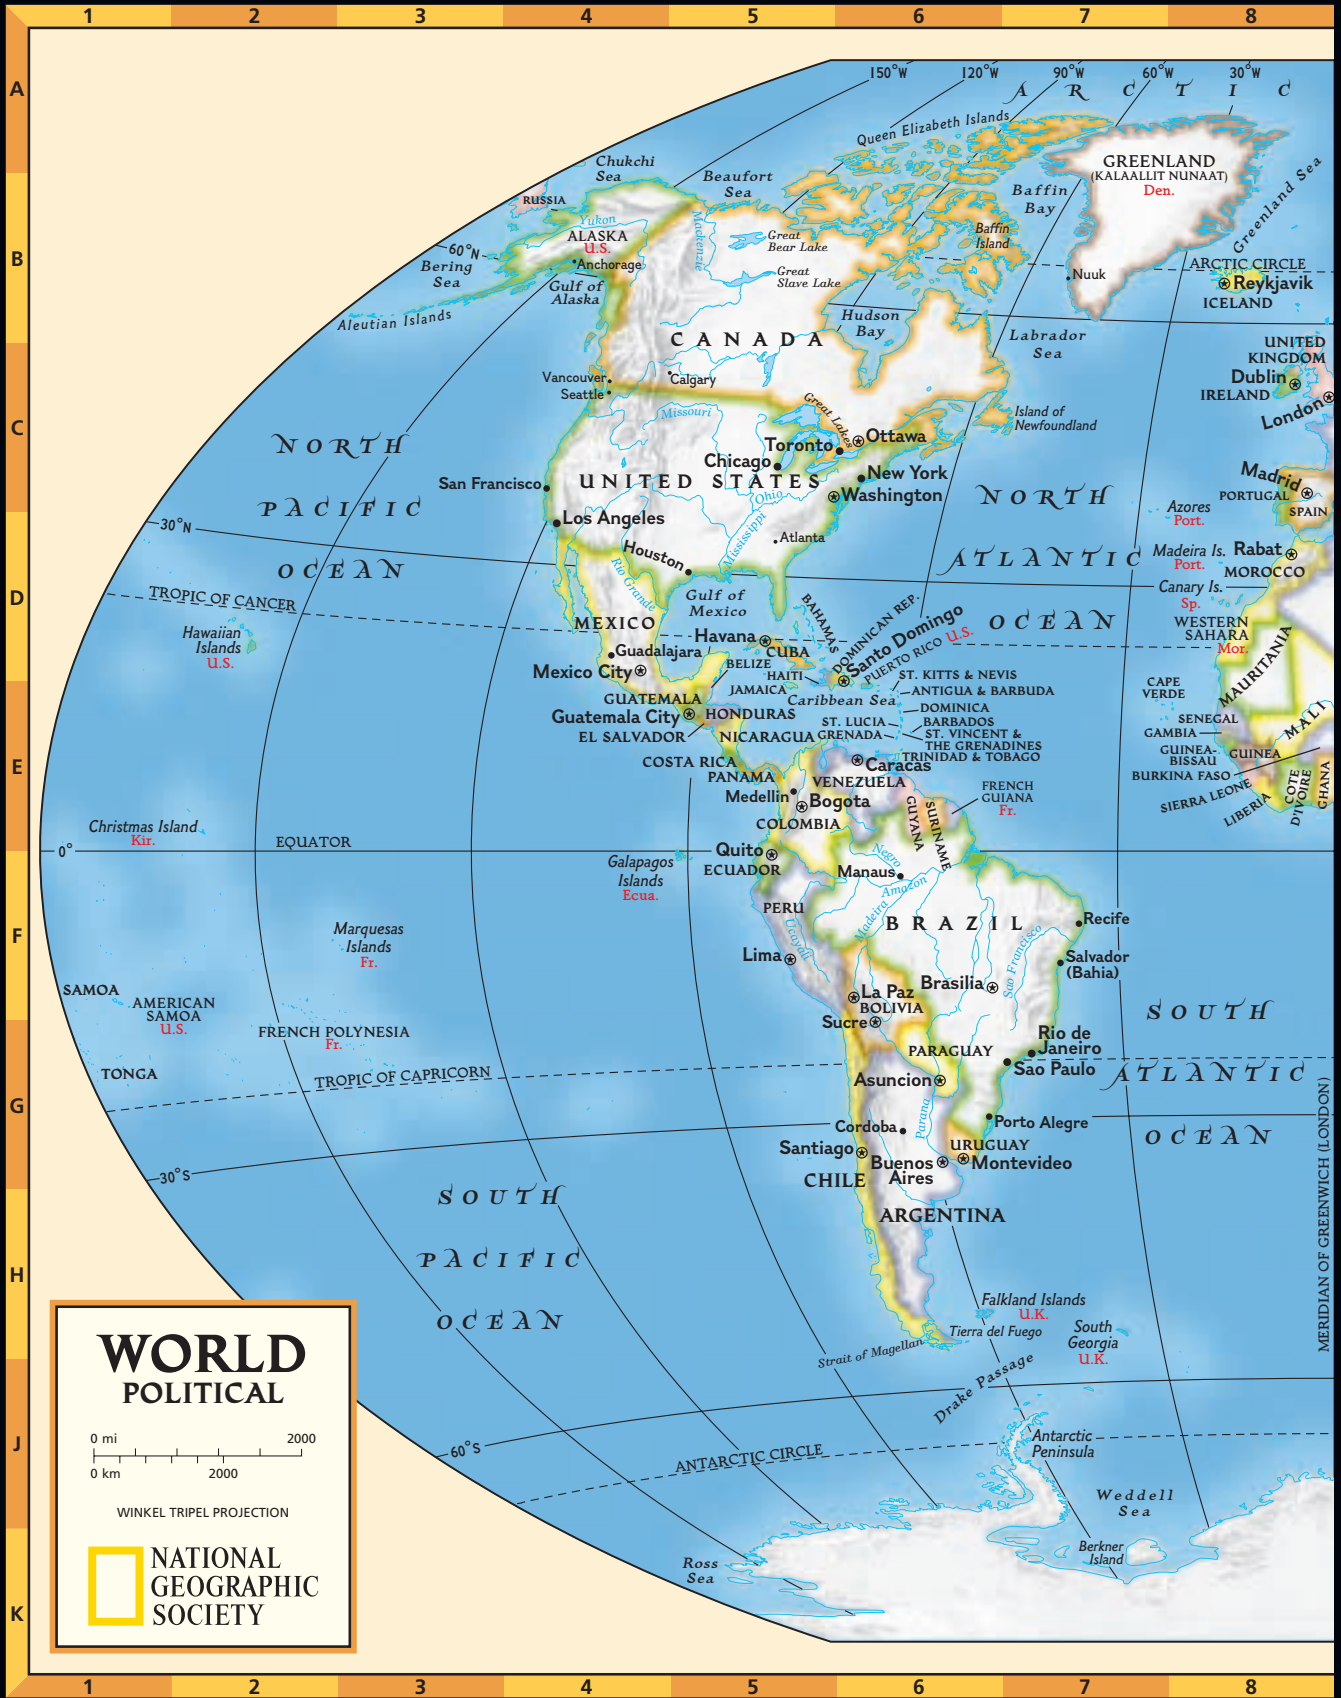 1 2 3 4 5 6 7 8
A
B
C
D
E
F
G
H
J
K
150°W 120°W 90°W 60°W 30°W
ARCTIC
Queen Elizabeth Islands
Chukchi
Sea
Beaufort
Sea
GREENLAND
(KALAALLIT NUNAAT)
Den.
Baffin
Bay
Greenland Sea
RUSSIA
Yukon
ALASKA
U.S.
Anchorage
Mackenzie
Great
Bear Lake
Great
Slave Lake
Baffin
Island
60°N
Bering
Sea
Gulf of
Alaska
Aleutian Islands
Nuuk
ARCTIC CIRCLE
Reykjavik
ICELAND
CANADA
Hudson
Bay
Labrador
Sea
UNITED
KINGDOM
Dublin
IRELAND
London
Vancouver
Seattle
Calgary
Missouri
Great Lakes
Island of
Newfoundland
Ottawa
Toronto
Chicago
New York
Washington
UNITED STATES
Ohio
San Francisco
Los Angeles
Mississippi
Atlanta
Houston
Rio Grande
NORTH
PACIFIC
OCEAN
NORTH
ATLANTIC
OCEAN
Madrid
PORTUGAL
SPAIN
Azores
Port.
Madeira Is.
Port.
Rabat
MOROCCO
Canary Is.
Sp.
WESTERN
SAHARA
Mor.
MAURITANIA
30°N
TROPIC OF CANCER
Hawaiian
Islands
U.S.
Gulf of
Mexico
MEXICO
Guadalajara
Mexico City
Havana
CUBA
BAHAMAS
DOMINICAN REP.
Santo Domingo
PUERTO RICO U.S.
BELIZE
HAITI
JAMAICA
Caribbean Sea
ST. KITTS & NEVIS
ANTIGUA & BARBUDA
DOMINICA
BARBADOS
ST. LUCIA
GRENADA
ST. VINCENT &
THE GRENADINES
TRINIDAD & TOBAGO
GUATEMALA
Guatemala City
HONDURAS
EL SALVADOR
NICARAGUA
COSTA RICA
PANAMA
CAPE
VERDE
SENEGAL
GAMBIA
GUINEA-
BISSAU
GUINEA
BURKINA FASO
SIERRA LEONE
LIBERIA
COTE
D'IVOIRE
GHANA
MALI
Caracas
VENEZUELA
Medellin
Bogota
COLOMBIA
GUYANA
SURINAME
FRENCH
GUIANA
Fr.
Christmas Island
Kir.
EQUATOR
0°
Galapagos
Islands
Ecua.
Quito
ECUADOR
Negro
Manaus
Amazon
Madeira
PERU
Ucayali
Lima
BRAZIL
Recife
Salvador
(Bahia)
Sao Francisco
Brasilia
Marquesas
Islands
Fr.
SAMOA
AMERICAN
SAMOA
U.S.
FRENCH POLYNESIA
Fr.
TONGA
TROPIC OF CAPRICORN
La Paz
BOLIVIA
Sucre
PARAGUAY
Asuncion
Rio de
Janeiro
Sao Paulo
SOUTH
ATLANTIC
OCEAN
Parana
Cordoba
Porto Alegre
Santiago
URUGUAY
Buenos
Aires
Montevideo
CHILE
ARGENTINA
30°S
SOUTH
PACIFIC
OCEAN
MERIDIAN OF GREENWICH (LONDON)
Falkland Islands
U.K.
Tierra del Fuego
Strait of Magellan
South
Georgia
U.K.
Drake Passage
60°S
ANTARCTIC CIRCLE
Antarctic
Peninsula
Weddell
Sea
Berkner
Island
Ross
Sea
WORLD
POLITICAL
0 mi 2000
0 km 2000
WINKEL TRIPEL PROJECTION
NATIONAL
GEOGRAPHIC
SOCIETY
1 2 3 4 5 6 7 8